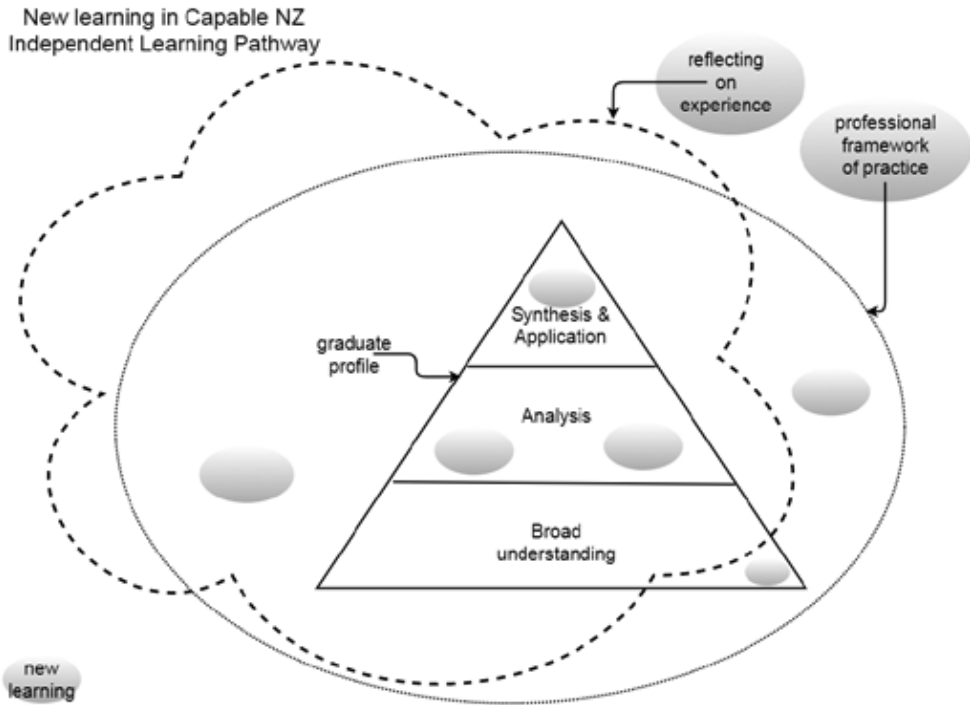 New learning in Capable NZ
Independent Learning Pathway
reflecting
on
experience
professional
framework
of practice
Synthesis &
Application
graduate
profile
Analysis
Broad
understanding
new
learning